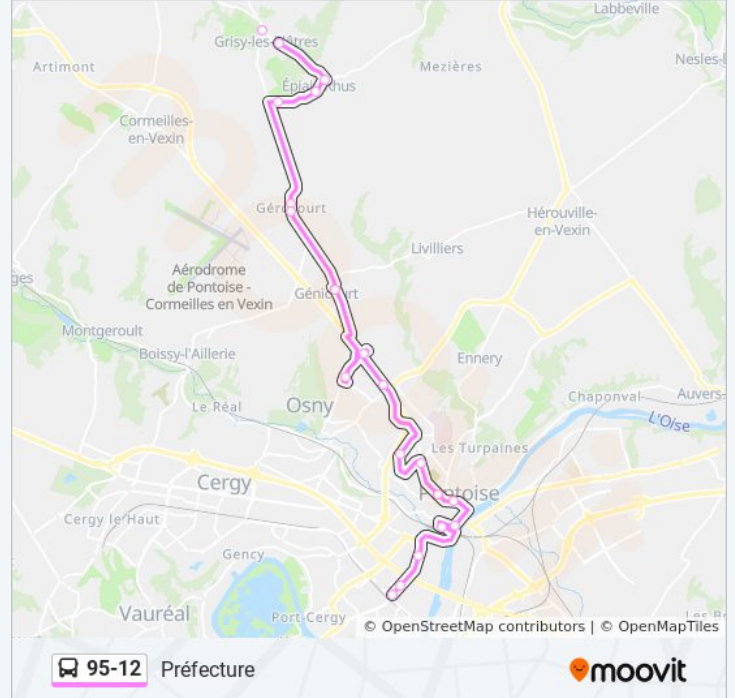 Labbeville
Grisy-les-Plâtres
Artimont
Mezières
Nesles-l
Épiais-Rhus
Cormeilles-
en-Vexin
Gérocourt
Hérouville-
en-Vexin
Livilliers
Aérodrome
de Pontoise -
Cormeilles en Vexin
ges
Génicourt
Montgeroult
Boissy-l'Aillerie
Ennery
Le Réal
Osny
Chaponval
Auvers-
L'Oise
Les Turpaines
Cergy
Pontoise
Cergy le Haut
Gency
Vauréal
Port-Cergy
© OpenStreetMap contributors | © OpenMapTiles
95-12 Préfecture
moovit